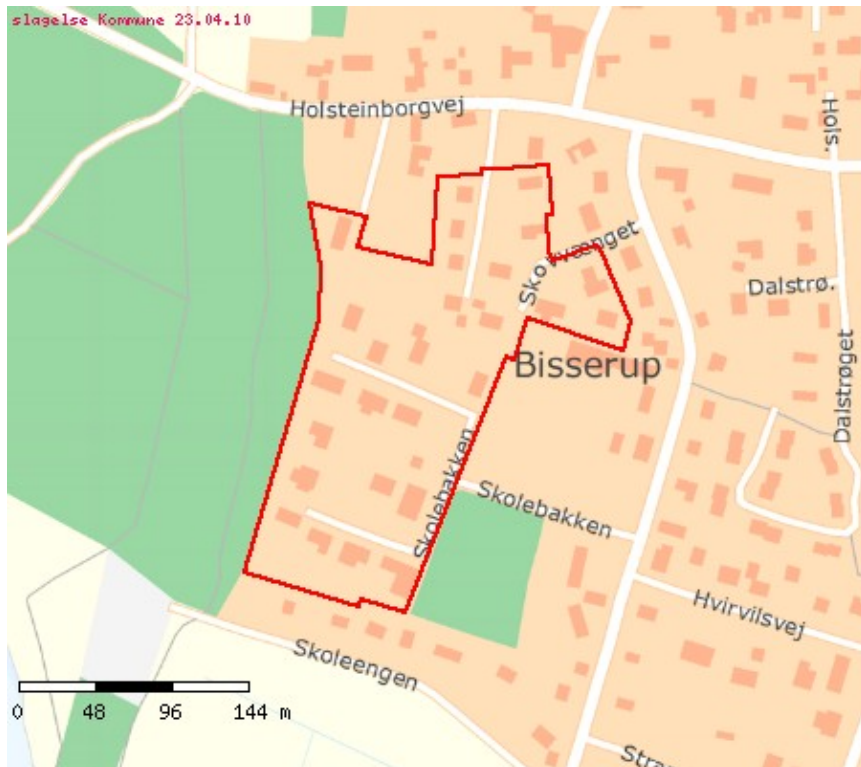 slagelse Kommune 23.04.10
Holsteinborgvej
Hols.
Skovvænget
Dalstrø.
Bisserup
Dalstrøget
Skolebakken
Skolebakken
Hvirvilsvej
Skoleengen
0 48 96 144 m